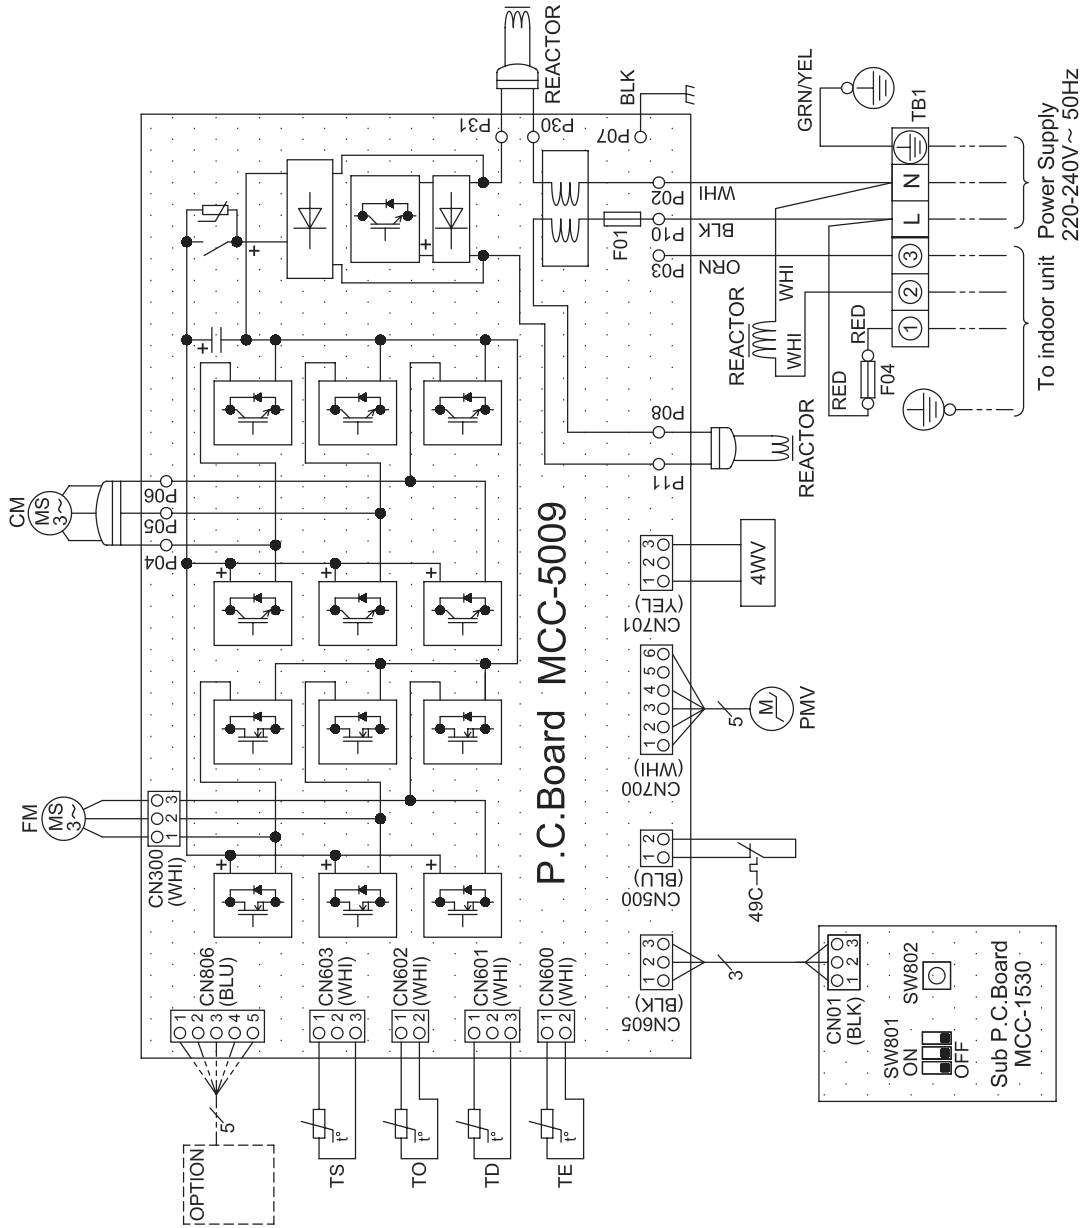 REACTOR
P31
P30
P07
BLK
GRN/YEL
TB1
Power Supply
220-240V~ 50Hz
F01
P02
WHI
P10
BLK
P03
ORN
N
L
3
2
1
To indoor unit
REACTOR
WHI
WHI
RED
RED
F04
P08
P11
REACTOR
+
+
+
CM
MS
3~
P06
P05
P04
+
+
+
P.C.Board MCC-5009
3
2
1
CN701
(YEL)
4WV
6
5
4
3
2
1
CN700
(WHI)
5
M
PMV
FM
MS
3~
3
2
1
CN300
(WHI)
+
+
+
2
1
CN500
(BLU)
49C
3
2
1
CN605
(BLK)
3
CN01
(BLK)
3
2
1
SW802
SW801
ON
OFF
Sub P.C.Board
MCC-1530
CN806
(BLU)
1
2
3
4
5
5
OPTION
CN603
(WHI)
1
2
3
t°
TS
CN602
(WHI)
1
2
t°
TO
CN601
(WHI)
1
2
3
t°
TD
CN600
(WHI)
1
2
t°
TE